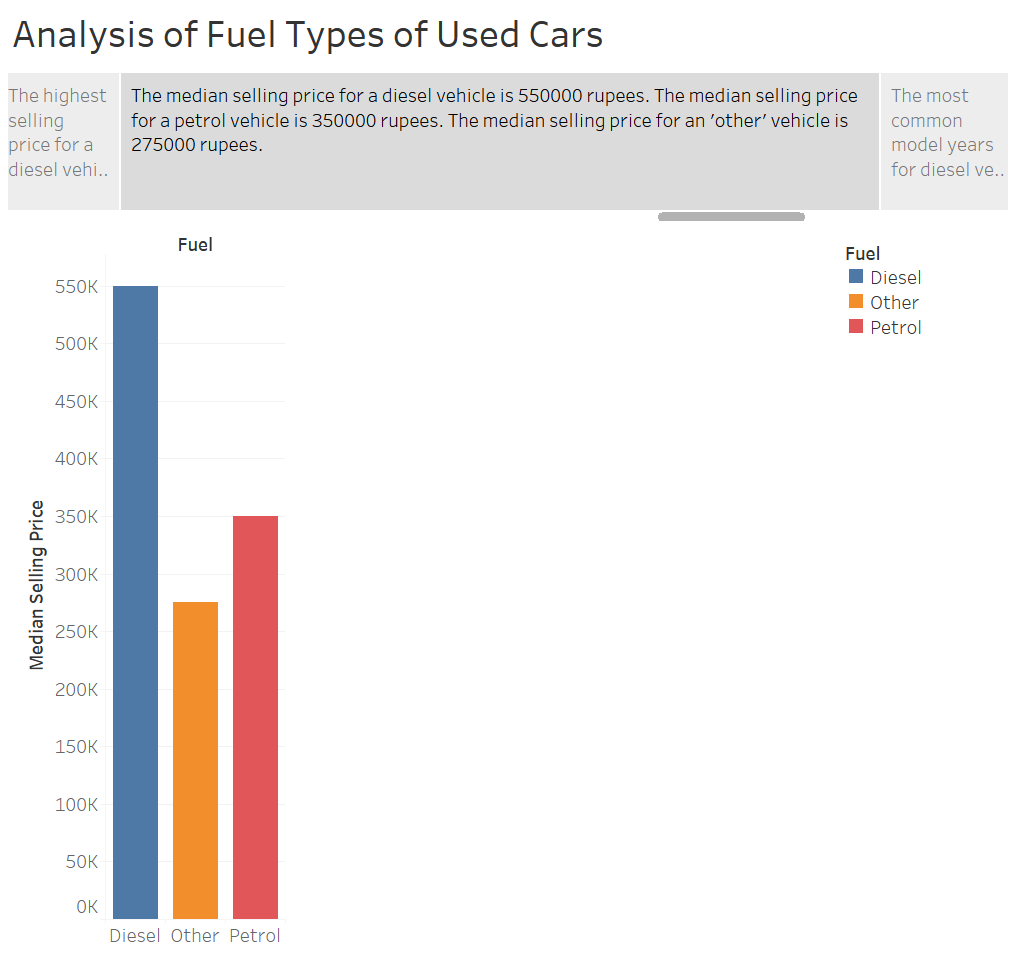 Analysis of Fuel Types of Used Cars
The highest
selling
price for a
diesel vehi..
The median selling price for a diesel vehicle is 550000 rupees. The median selling price
for a petrol vehicle is 350000 rupees. The median selling price for an 'other' vehicle is
275000 rupees.
The most
common
model years
for diesel ve..
Fuel
550K
500K
450K
400K
350K
300K
250K
200K
150K
100K
50K
0K
Median Selling Price
Diesel Other Petrol
Fuel
Diesel
Other
Petrol